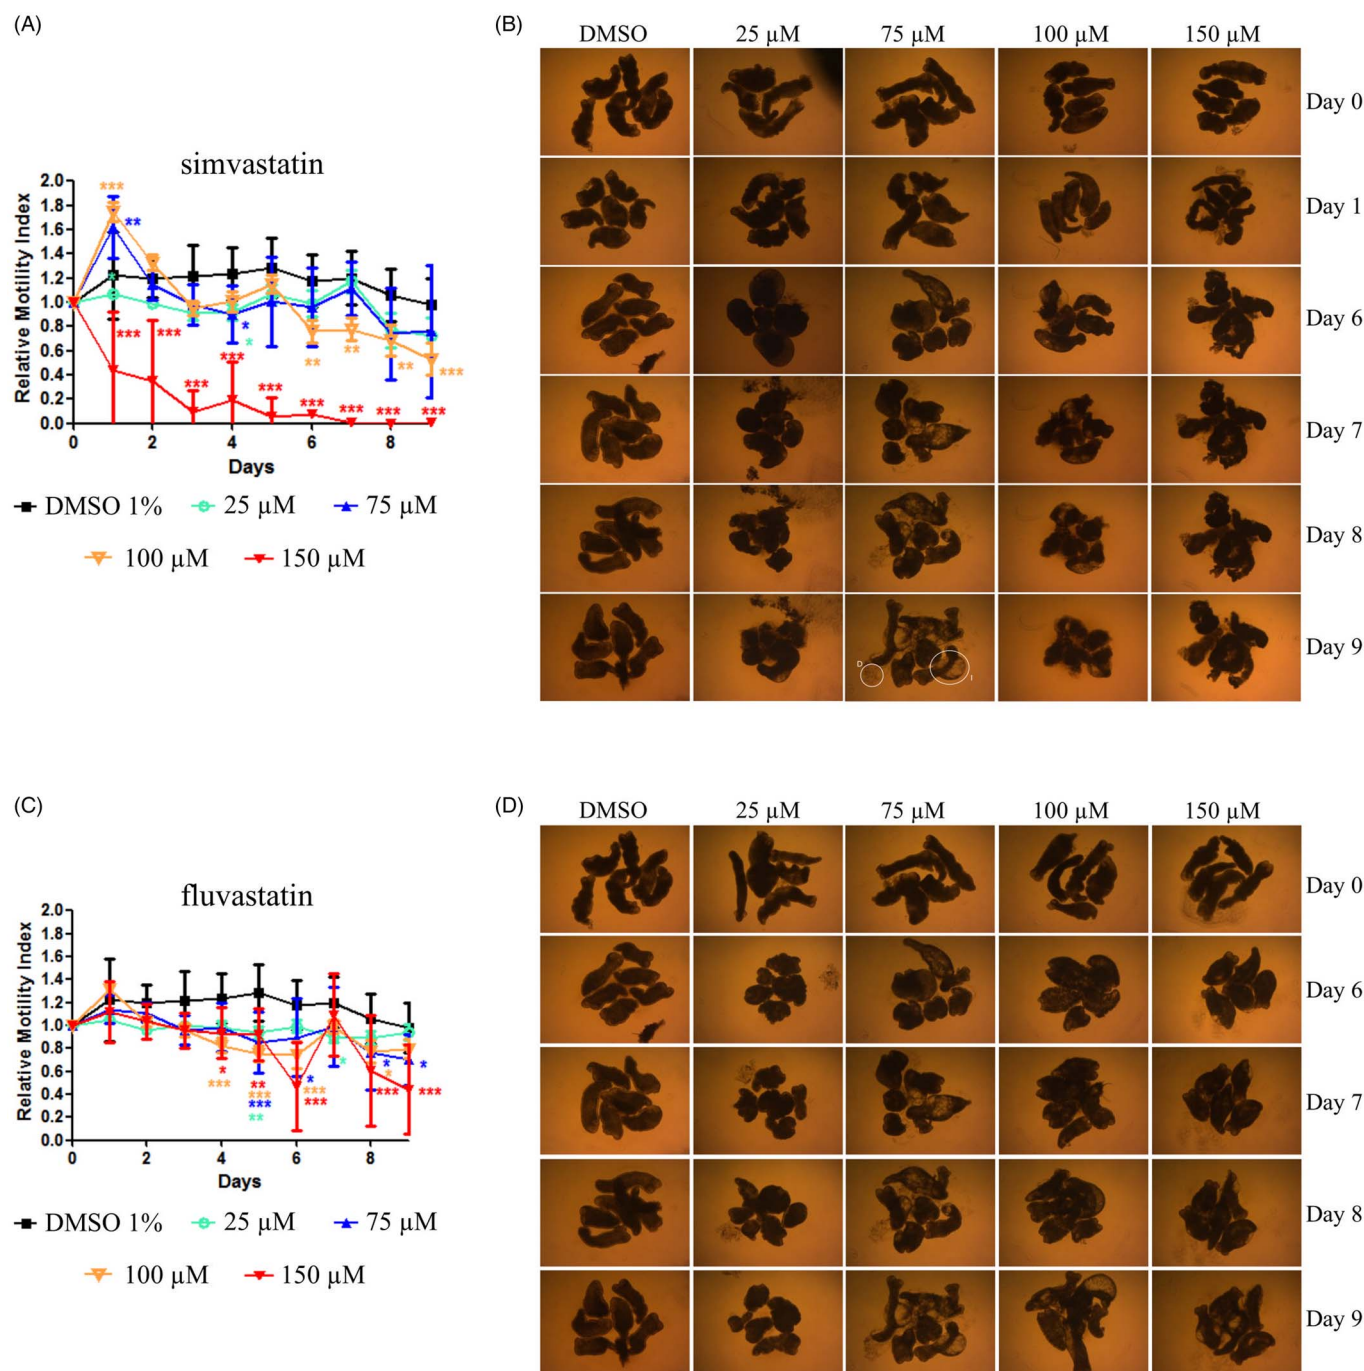 (A)
simvastatin
Relative Motility Index
2.0
1.8
1.6
1.4
1.2
1.0
0.8
0.6
0.4
0.2
0.0
***
**
***
***
***
***
*
*
***
**
***
**
***
**
***
***
***
0 2 4 6 8
Days
DMSO 1% 25 µM 75 µM
100 µM 150 µM
(B)
DMSO 25 µM 75 µM 100 µM 150 µM
Day 0
Day 1
Day 6
Day 7
Day 8
Day 9
D
I
(C)
fluvastatin
Relative Motility Index
2.0
1.8
1.6
1.4
1.2
1.0
0.8
0.6
0.4
0.2
0.0
*
***
**
***
***
**
*
***
***
*
*
*
***
*
***
0 2 4 6 8
Days
DMSO 1% 25 µM 75 µM
100 µM 150 µM
(D)
DMSO 25 µM 75 µM 100 µM 150 µM
Day 0
Day 6
Day 7
Day 8
Day 9